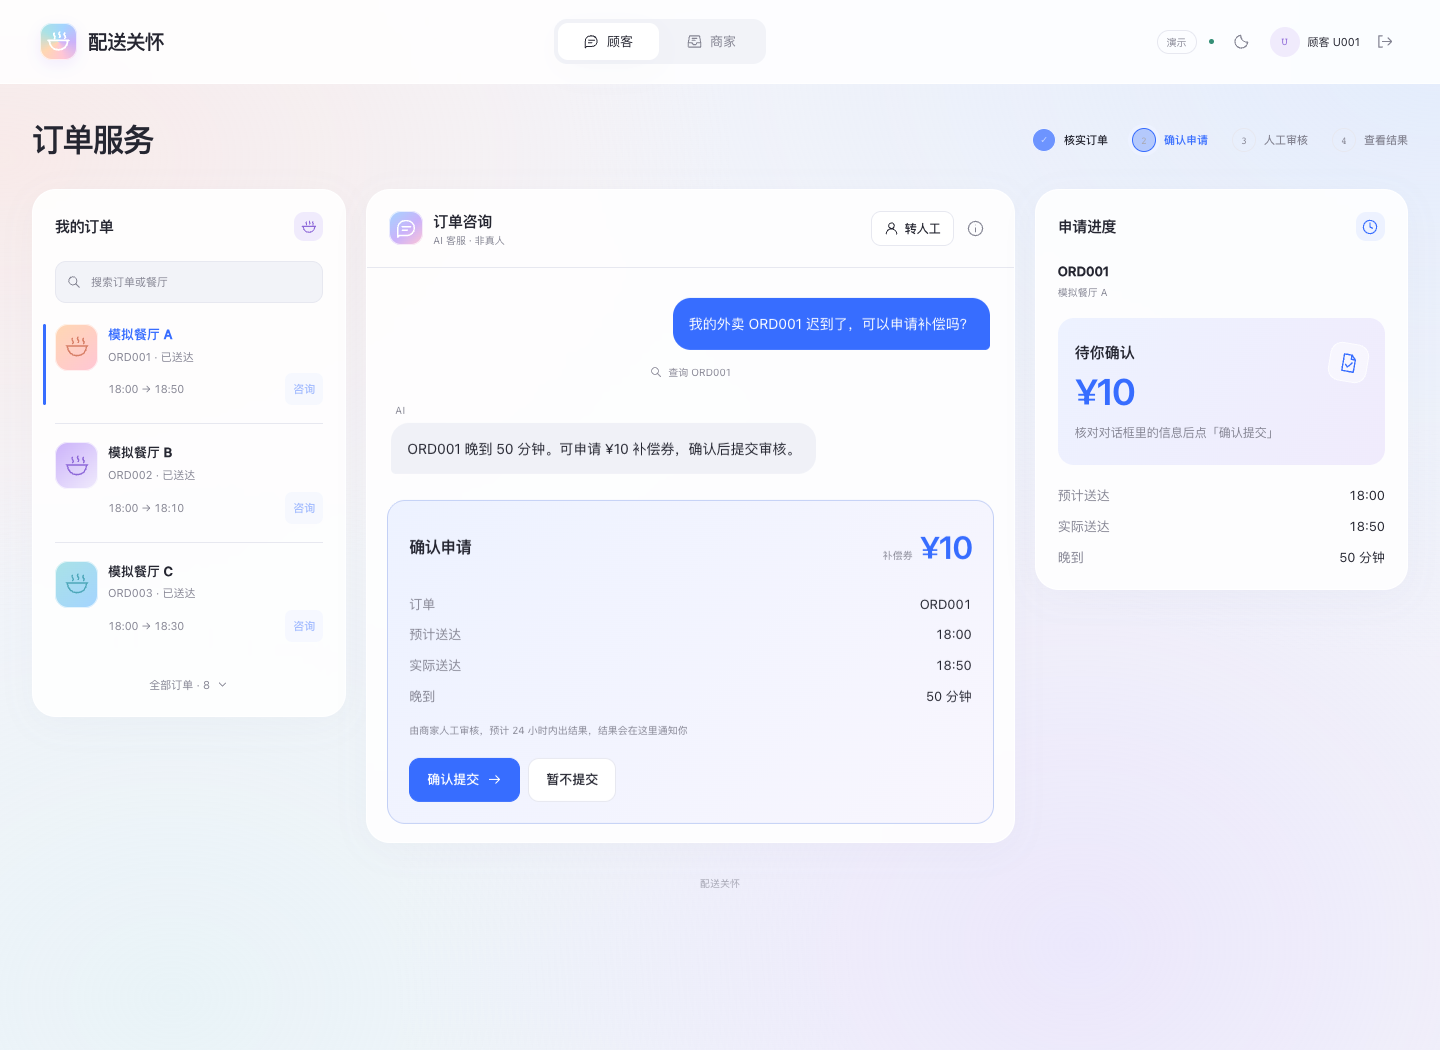 配送关怀
顾客
商家
演示
U
顾客 U001
订单服务
✓ 核实订单
2 确认申请
3 人工审核
4 查看结果
我的订单
搜索订单或餐厅
模拟餐厅 A
ORD001 · 已送达
18:00 → 18:50
咨询
模拟餐厅 B
ORD002 · 已送达
18:00 → 18:10
咨询
模拟餐厅 C
ORD003 · 已送达
18:00 → 18:30
咨询
全部订单 · 8
订单咨询
AI 客服 · 非真人
转人工
我的外卖 ORD001 迟到了，可以申请补偿吗？
查询 ORD001
AI
ORD001 晚到 50 分钟。可申请 ¥10 补偿券，确认后提交审核。
确认申请
补偿券 ¥10
订单 ORD001
预计送达 18:00
实际送达 18:50
晚到 50 分钟
由商家人工审核，预计 24 小时内出结果，结果会在这里通知你
确认提交 →
暂不提交
申请进度
ORD001
模拟餐厅 A
待你确认
¥10
核对对话框里的信息后点「确认提交」
预计送达 18:00
实际送达 18:50
晚到 50 分钟
配送关怀